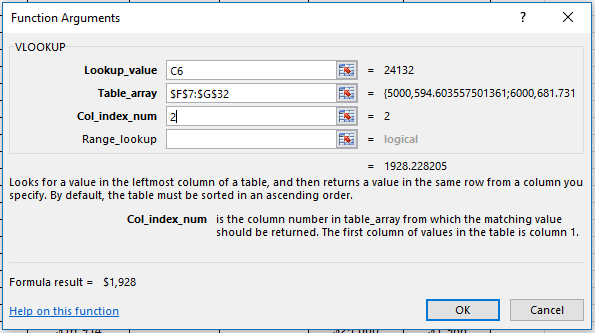 Function Arguments ? ×
VLOOKUP
Lookup_value C6 = 24132
Table_array $F$7:$G$32 = {5000,594.603557501361;6000,681.731
Col_index_num 2 = 2
Range_lookup = logical
= 1928.228205
Looks for a value in the leftmost column of a table, and then returns a value in the same row from a column you
specify. By default, the table must be sorted in an ascending order.
Col_index_num is the column number in table_array from which the matching value
should be returned. The first column of values in the table is column 1.
Formula result = $1,928
Help on this function OK Cancel